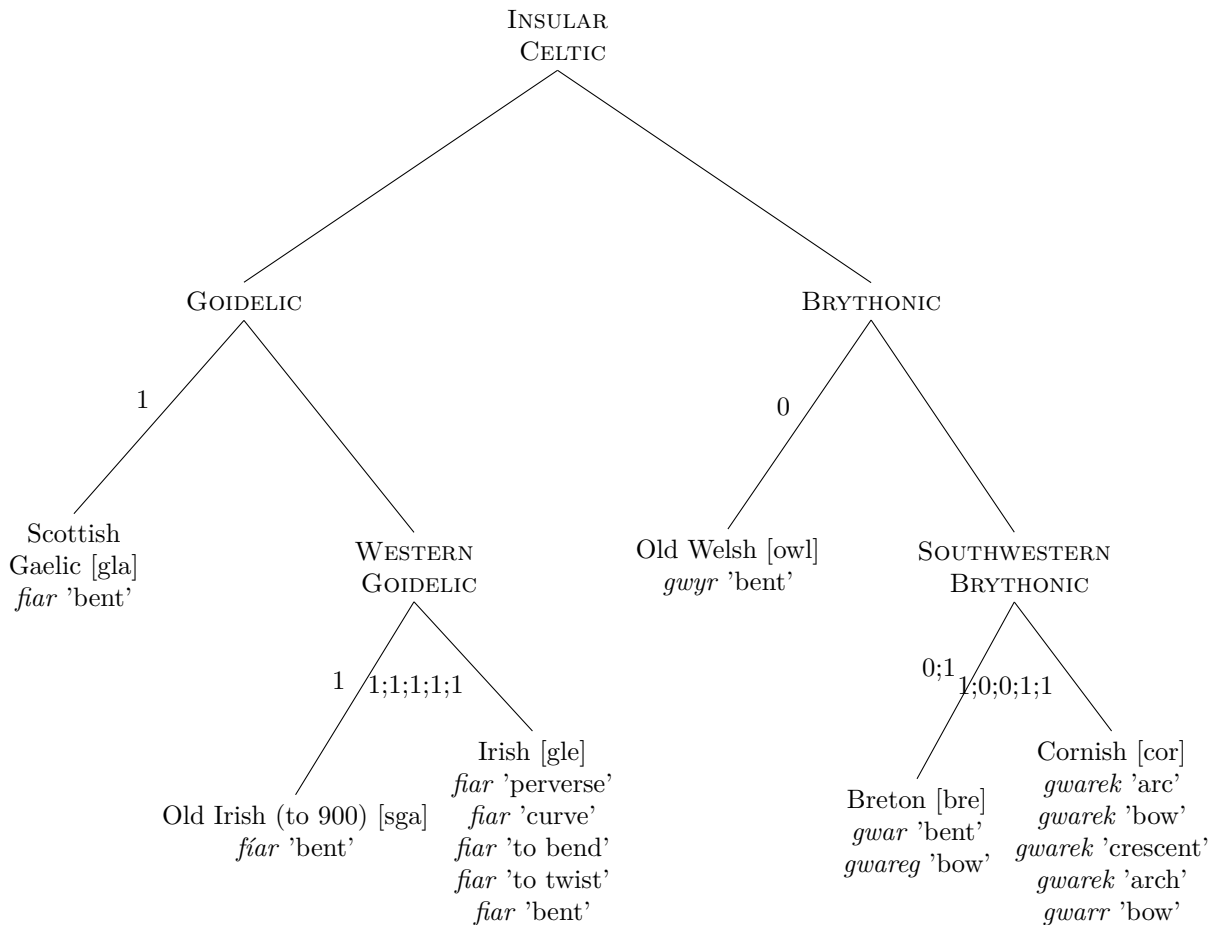 INSULAR
CELTIC
GOIDELIC
BRYTHONIC
1
0
Scottish
Gaelic [gla]
fiar 'bent'
WESTERN
GOIDELIC
Old Welsh [owl]
gwyr 'bent'
SOUTHWESTERN
BRYTHONIC
1
1;1;1;1;1
0;1
1;0;0;1;1
Old Irish (to 900) [sga]
fíar 'bent'
Irish [gle]
fiar 'perverse'
fiar 'curve'
fiar 'to bend'
fiar 'to twist'
fiar 'bent'
Breton [bre]
gwar 'bent'
gwareg 'bow'
Cornish [cor]
gwarek 'arc'
gwarek 'bow'
gwarek 'crescent'
gwarek 'arch'
gwarr 'bow'